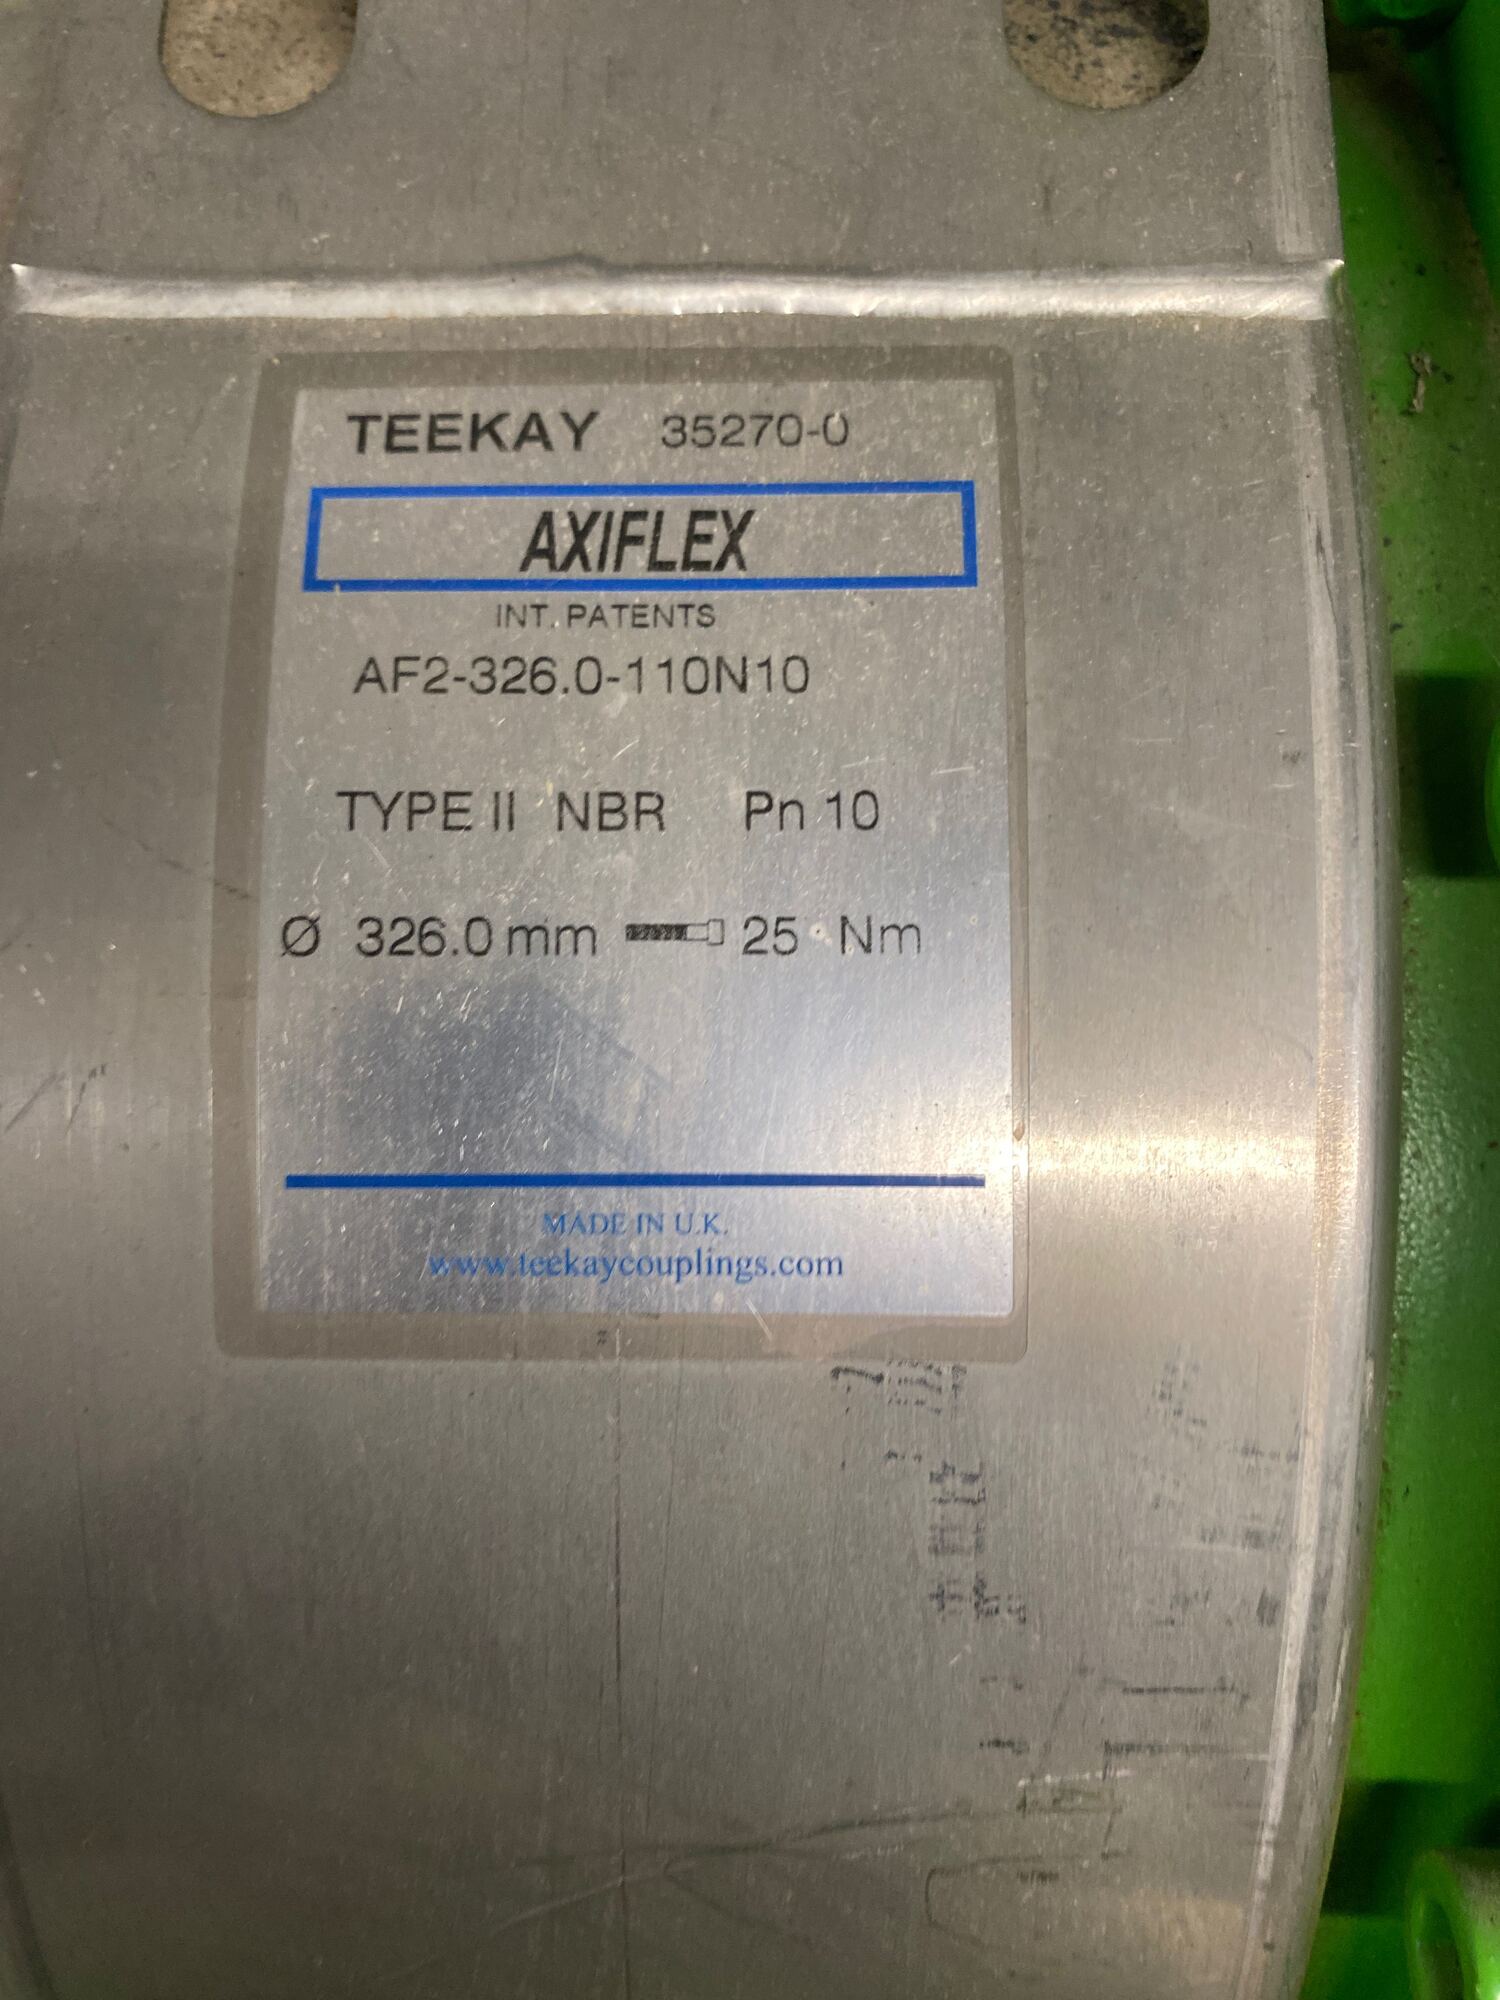 TEEKAY 35270-0
AXIFLEX
INT. PATENTS
AF2-326.0-110N10
TYPE II NBR Pn 10
Ø 326.0 mm 25 Nm
MADE IN U.K.
www.teekaycouplings.com